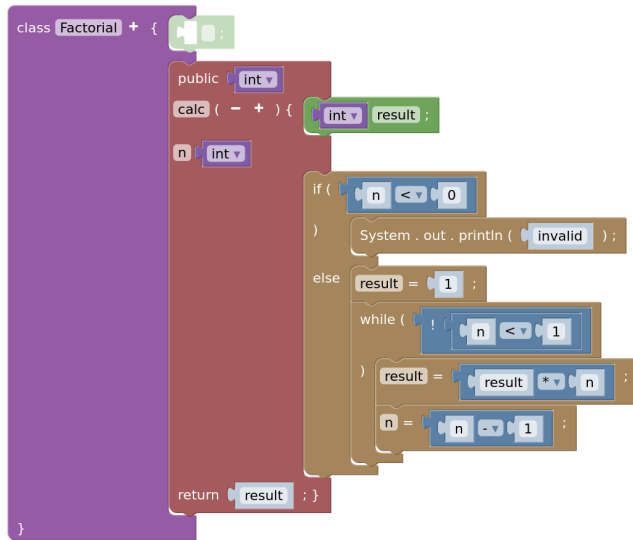 class Factorial + { ;
public int ▾
calc ( − + ) { int ▾ result ;
n int ▾
if ( n < ▾ 0
) System . out . println ( invalid ) ;
else result = 1 ;
while ( ! n < ▾ 1
) result = result * ▾ n ;
n = n - ▾ 1 ;
return result ; }
}